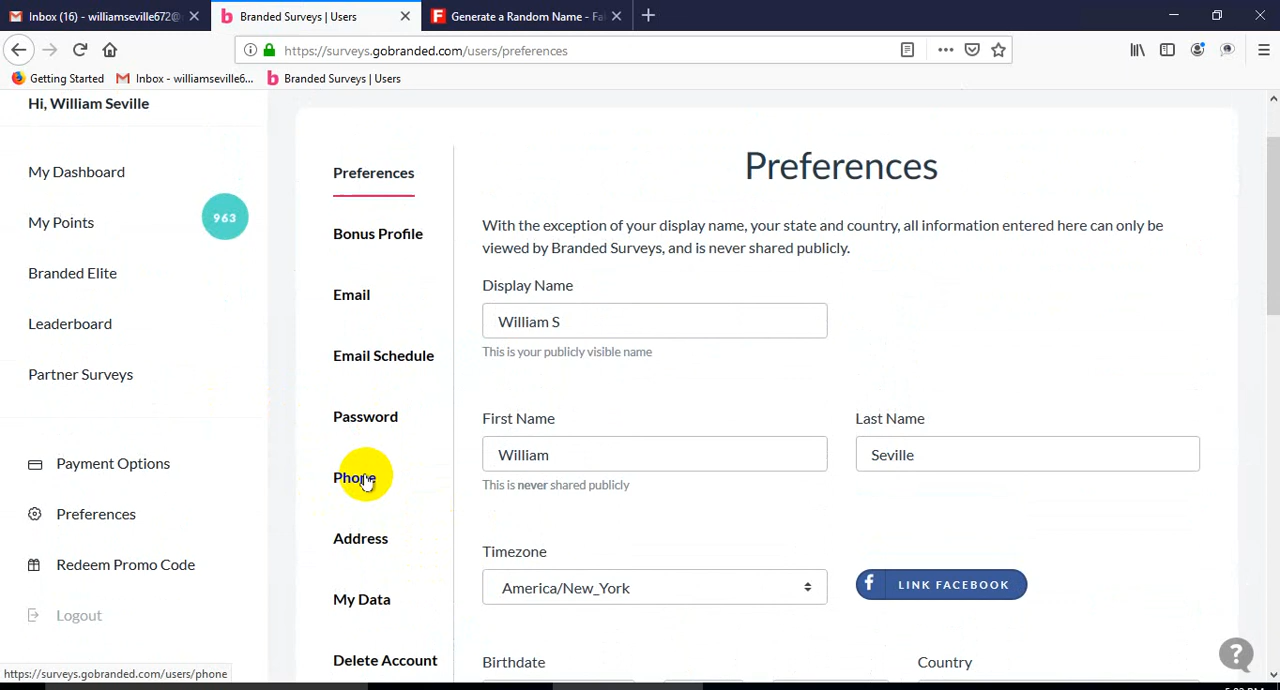 Inbox (16) - williamseville672@
Branded Surveys | Users
Generate a Random Name - Fa
https://surveys.gobranded.com/users/preferences
Getting Started
Inbox - williamseville6...
Branded Surveys | Users
Hi, William Seville
My Dashboard
My Points
963
Branded Elite
Leaderboard
Partner Surveys
Payment Options
Preferences
Redeem Promo Code
Logout
Preferences
Bonus Profile
Email
Email Schedule
Password
Phone
Address
My Data
Delete Account
Preferences
With the exception of your display name, your state and country, all information entered here can only be
viewed by Branded Surveys, and is never shared publicly.
Display Name
William S
This is your publicly visible name
First Name
Last Name
William
Seville
This is never shared publicly
Timezone
America/New_York
LINK FACEBOOK
Birthdate
Country
https://surveys.gobranded.com/users/phone